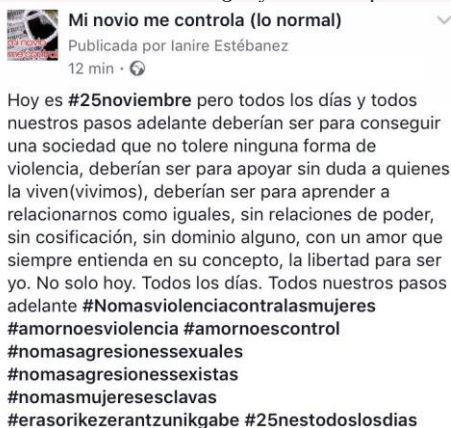 Mi novio me controla (lo normal)
Publicada por Ianire Estébanez
12 min ·
Hoy es #25noviembre pero todos los días y todos
nuestros pasos adelante deberían ser para conseguir
una sociedad que no tolere ninguna forma de
violencia, deberían ser para apoyar sin duda a quienes
la viven(vivimos), deberían ser para aprender a
relacionarnos como iguales, sin relaciones de poder,
sin cosificación, sin dominio alguno, con un amor que
siempre entienda en su concepto, la libertad para ser
yo. No solo hoy. Todos los días. Todos nuestros pasos
adelante #Nomasviolenciacontralasmujeres
#amornoesviolencia #amornoescontrol
#nomasagresionessexuales
#nomasagresionessexistas
#nomasmujeresesclavas
#erasorikezerantzunikgabe #25nestodoslosdias